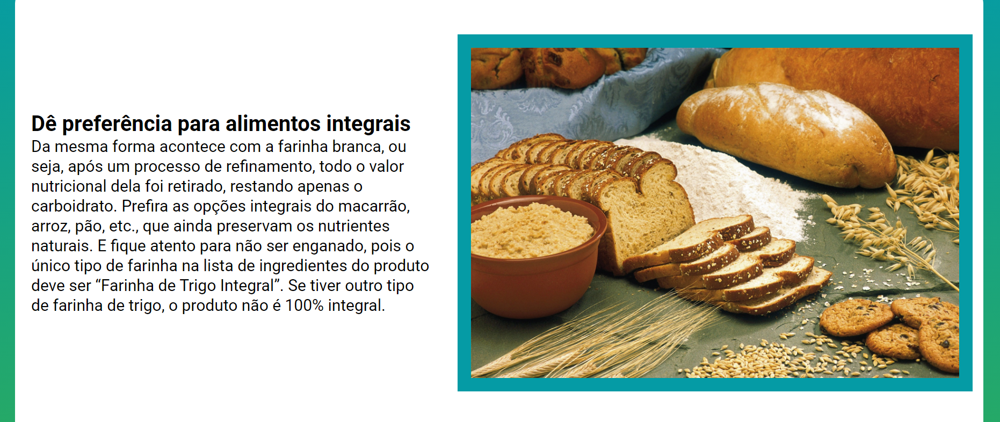 Dê preferência para alimentos integrais
Da mesma forma acontece com a farinha branca, ou
seja, após um processo de refinamento, todo o valor
nutricional dela foi retirado, restando apenas o
carboidrato. Prefira as opções integrais do macarrão,
arroz, pão, etc., que ainda preservam os nutrientes
naturais. E fique atento para não ser enganado, pois o
único tipo de farinha na lista de ingredientes do produto
deve ser “Farinha de Trigo Integral”. Se tiver outro tipo
de farinha de trigo, o produto não é 100% integral.